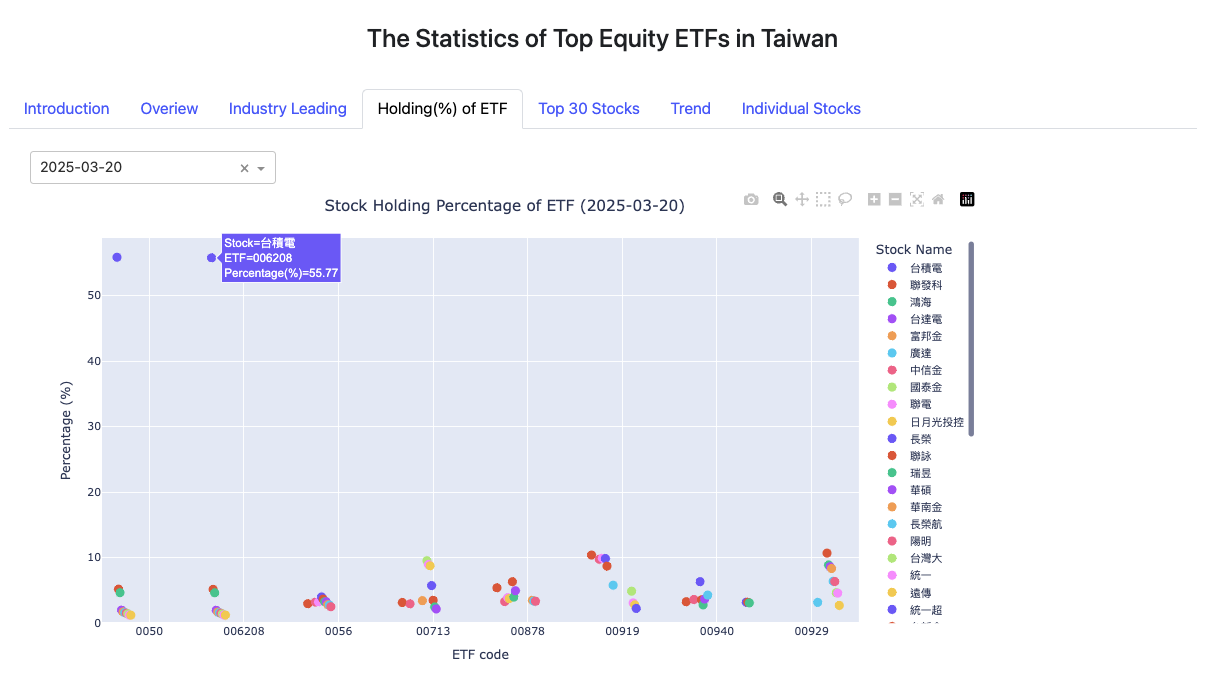 The Statistics of Top Equity ETFs in Taiwan
Introduction Overiew Industry Leading Holding(%) of ETF Top 30 Stocks Trend Individual Stocks
2025-03-20
Stock Holding Percentage of ETF (2025-03-20)
Stock=台積電
ETF=006208
Percentage(%)=55.77
50
40
30
20
10
0
Percentage (%)
0050 006208 0056 00713 00878 00919 00940 00929
ETF code
Stock Name
台積電
聯發科
鴻海
台達電
富邦金
廣達
中信金
國泰金
聯電
日月光投控
長榮
聯詠
瑞昱
華碩
華南金
長榮航
陽明
台灣大
統一
遠傳
統一超